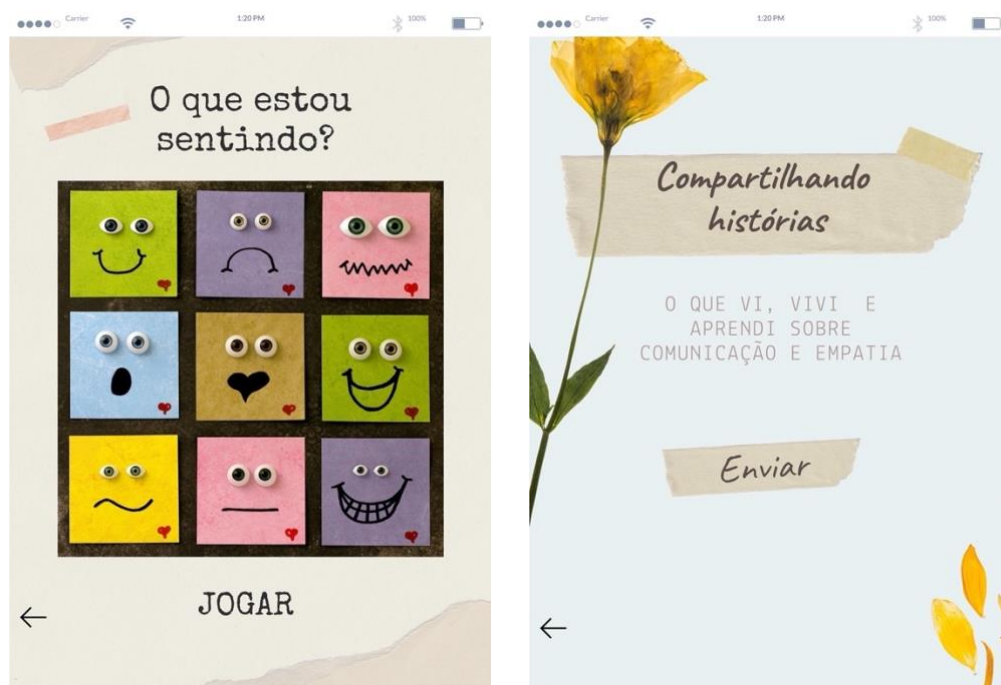 Carrier 1:20 PM 100%
O que estou
sentindo?
JOGAR
Carrier 1:20 PM 100%
Compartilhando
histórias
O QUE VI, VIVI E
APRENDI SOBRE
COMUNICAÇÃO E EMPATIA
Enviar